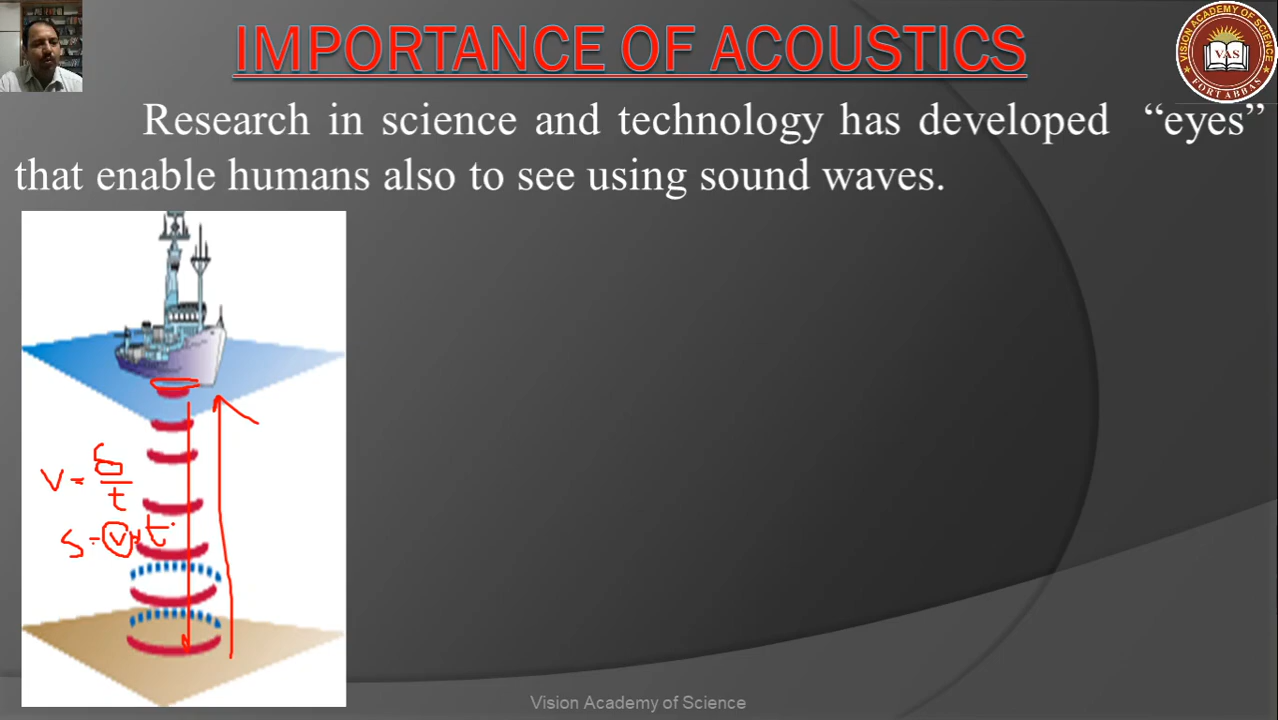 IMPORTANCE OF ACOUSTICS
VISION ACADEMY OF SCIENCE
VAS
FORT ABBAS
Research in science and technology has developed “eyes”
that enable humans also to see using sound waves.
V = S/t
S = v × t
Vision Academy of Science